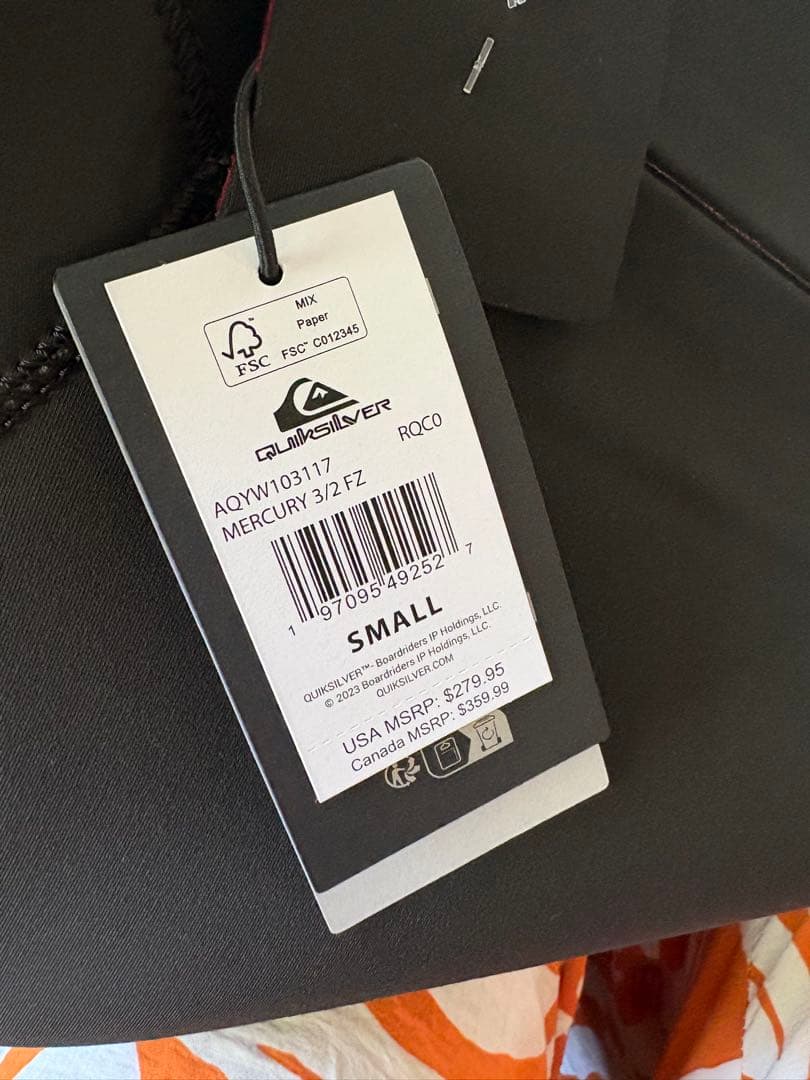 MIX
Paper
FSC™ C012345
FSC
QUIKSILVER
RQC0
AQYW103117
MERCURY 3/2 FZ
1 97095 49252 7
SMALL
QUIKSILVER™- Boardriders IP Holdings, LLC.
© 2023 Boardriders IP Holdings, LLC.
QUIKSILVER.COM
USA MSRP: $279.95
Canada MSRP: $359.99